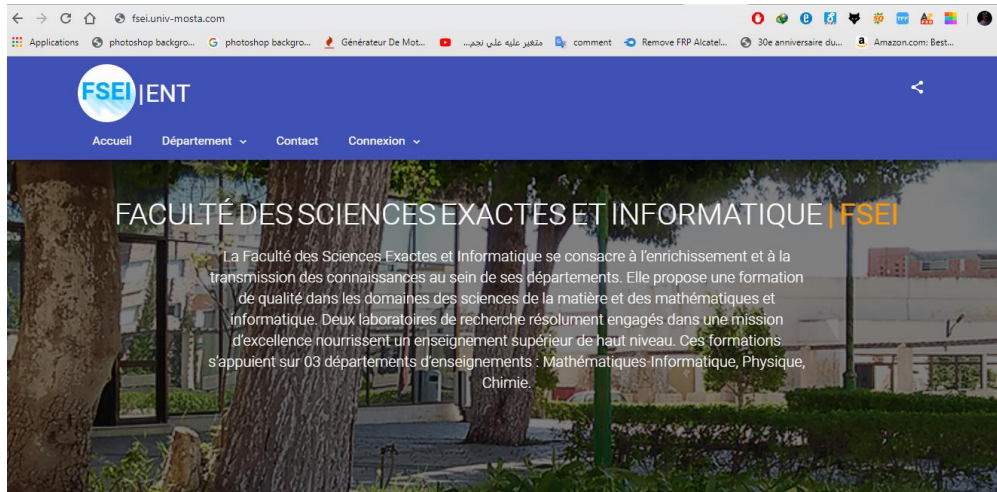 fsei.univ-mosta.com
Applications photoshop backgro... photoshop backgro... Générateur De Mot... متغير عليه علي نجم... comment Remove FRP Alcatel... 30e anniversaire du... Amazon.com: Best...
FSEI|ENT
Accueil Département Contact Connexion
FACULTÉ DES SCIENCES EXACTES ET INFORMATIQUE | FSEI
La Faculté des Sciences Exactes et Informatique se consacre à l'enrichissement et à la
transmission des connaissances au sein de ses départements. Elle propose une formation
de qualité dans les domaines des sciences de la matière et des mathématiques et
informatique. Deux laboratoires de recherche résolument engagés dans une mission
d'excellence nourrissent un enseignement supérieur de haut niveau. Ces formations
s'appuient sur 03 départements d'enseignements : Mathématiques-Informatique, Physique,
Chimie.